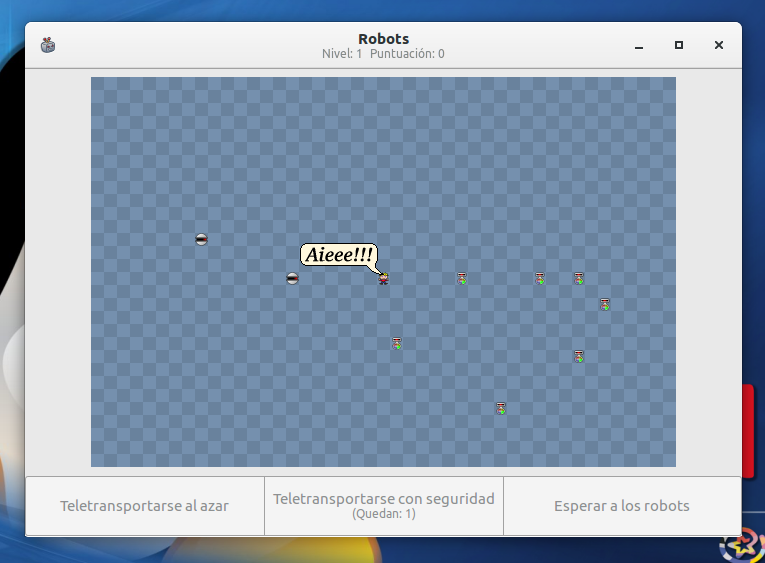 Robots
Nivel: 1  Puntuación: 0
Aieee!!!
Teletransportarse al azar
Teletransportarse con seguridad
(Quedan: 1)
Esperar a los robots